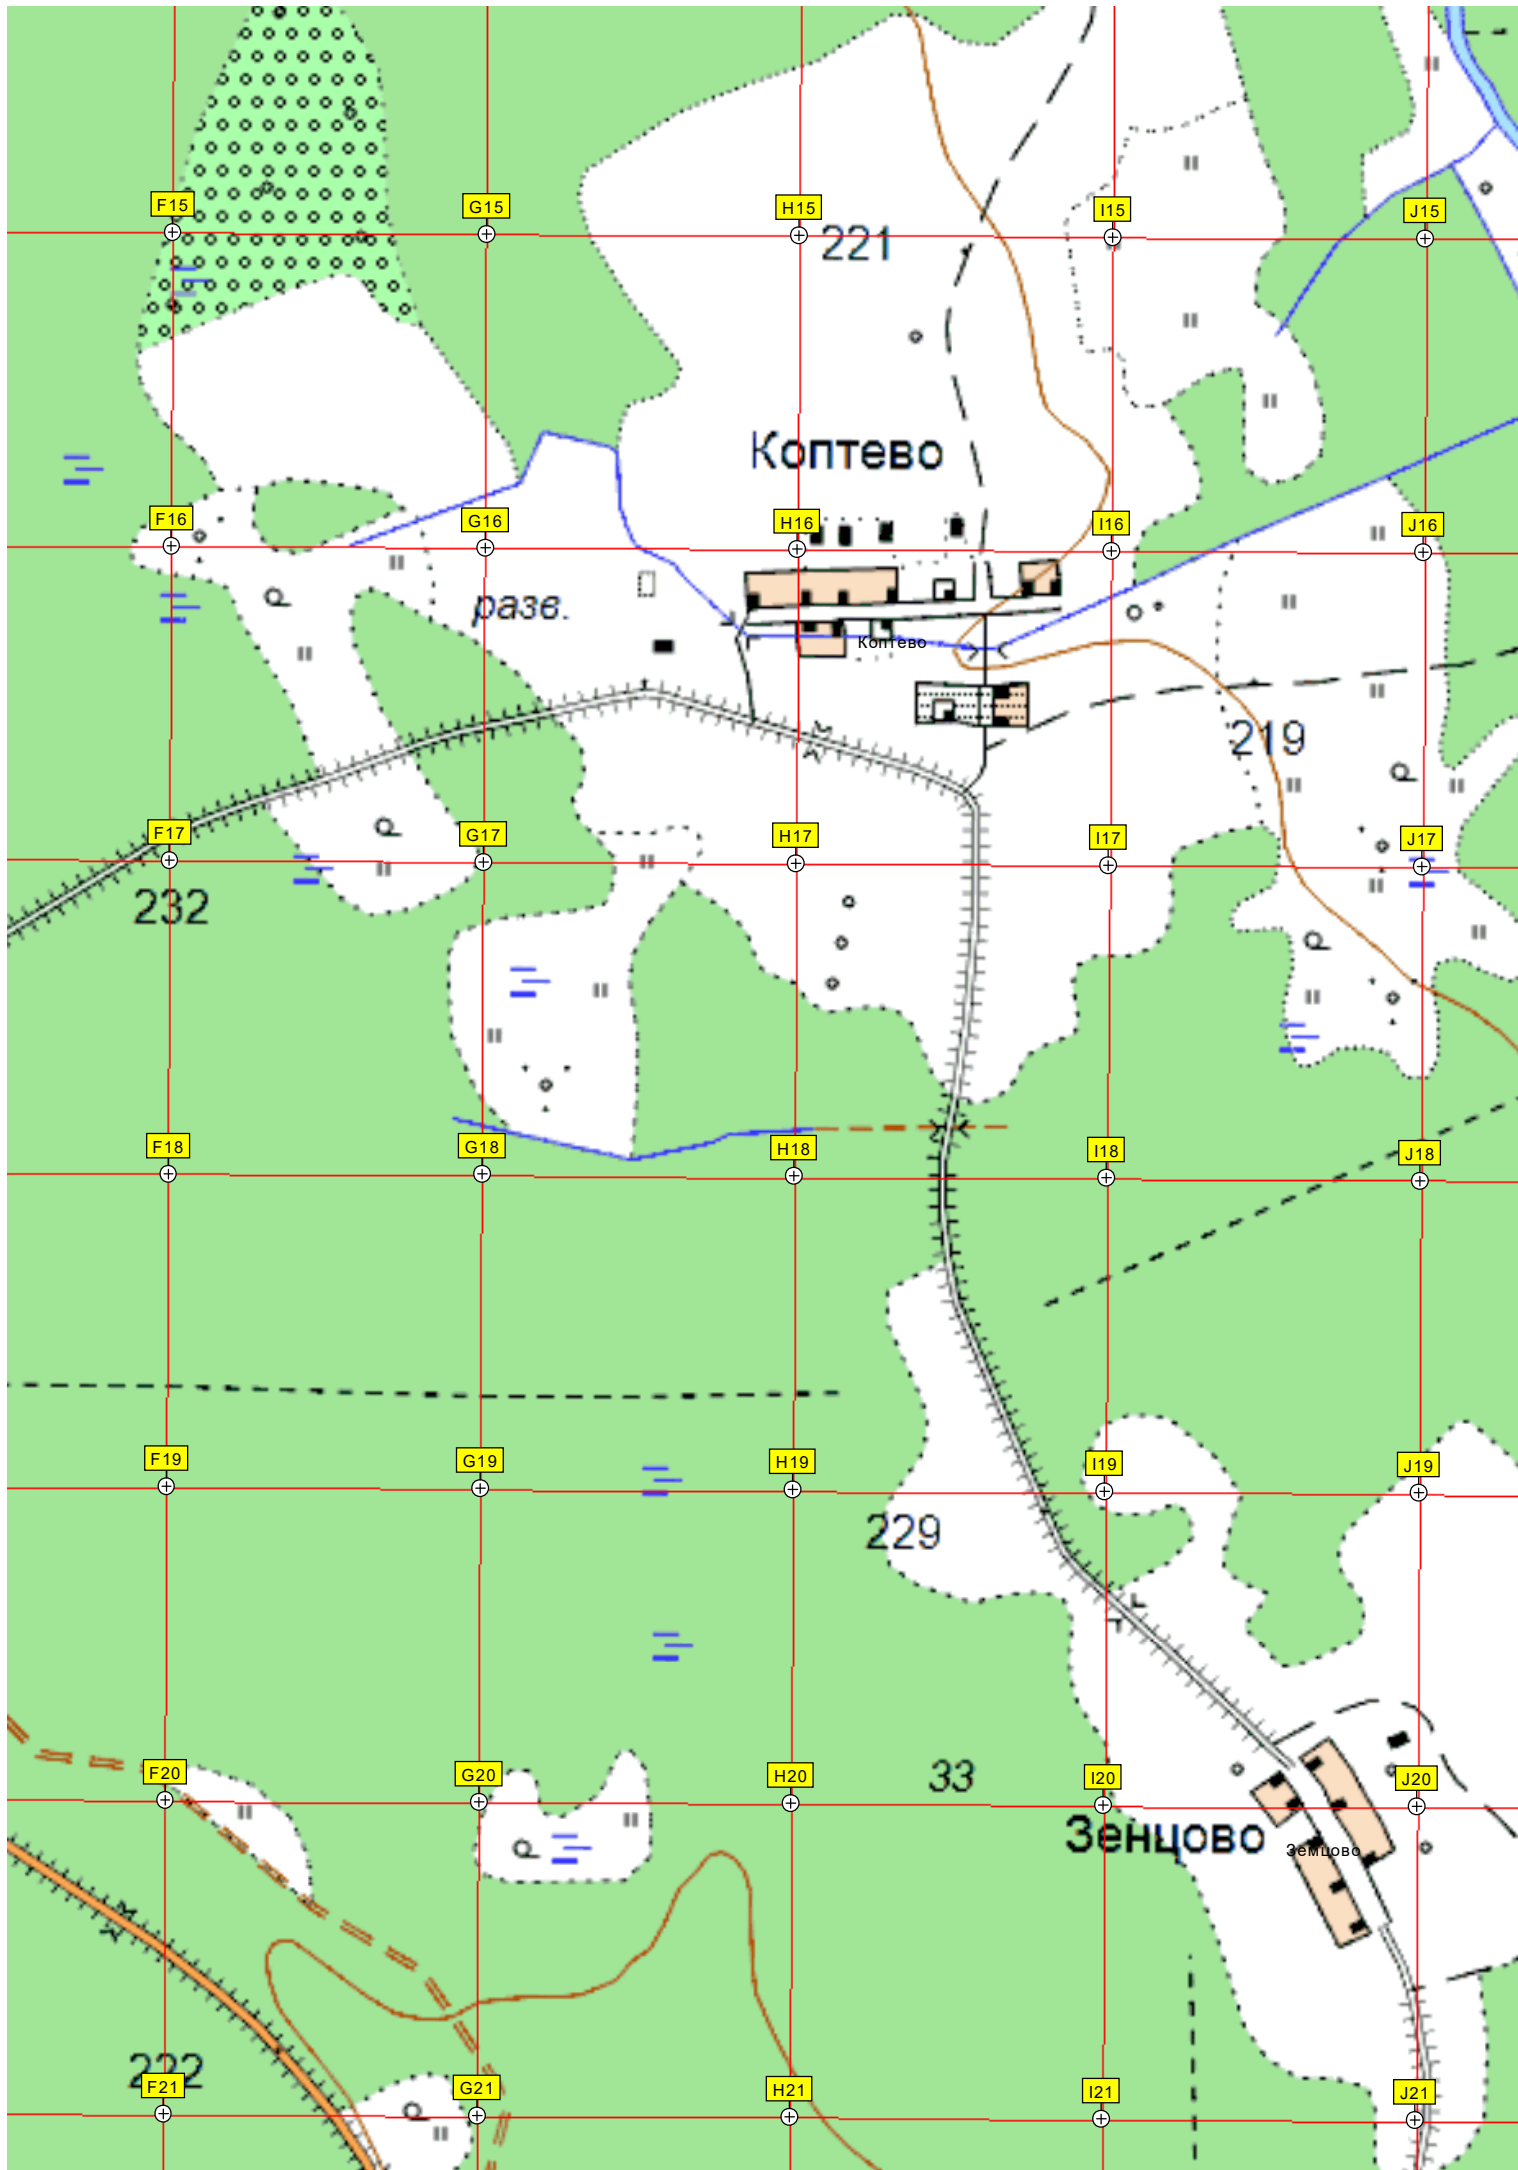 F15
G15
H15
I15
J15
221
Коптево
F16
G16
H16
I16
J16
разв.
Коптево
219
F17
G17
H17
I17
J17
232
F18
G18
H18
I18
J18
F19
G19
H19
I19
J19
229
F20
G20
H20
33
I20
J20
Зенцово
Земцово
222
F21
G21
H21
I21
J21